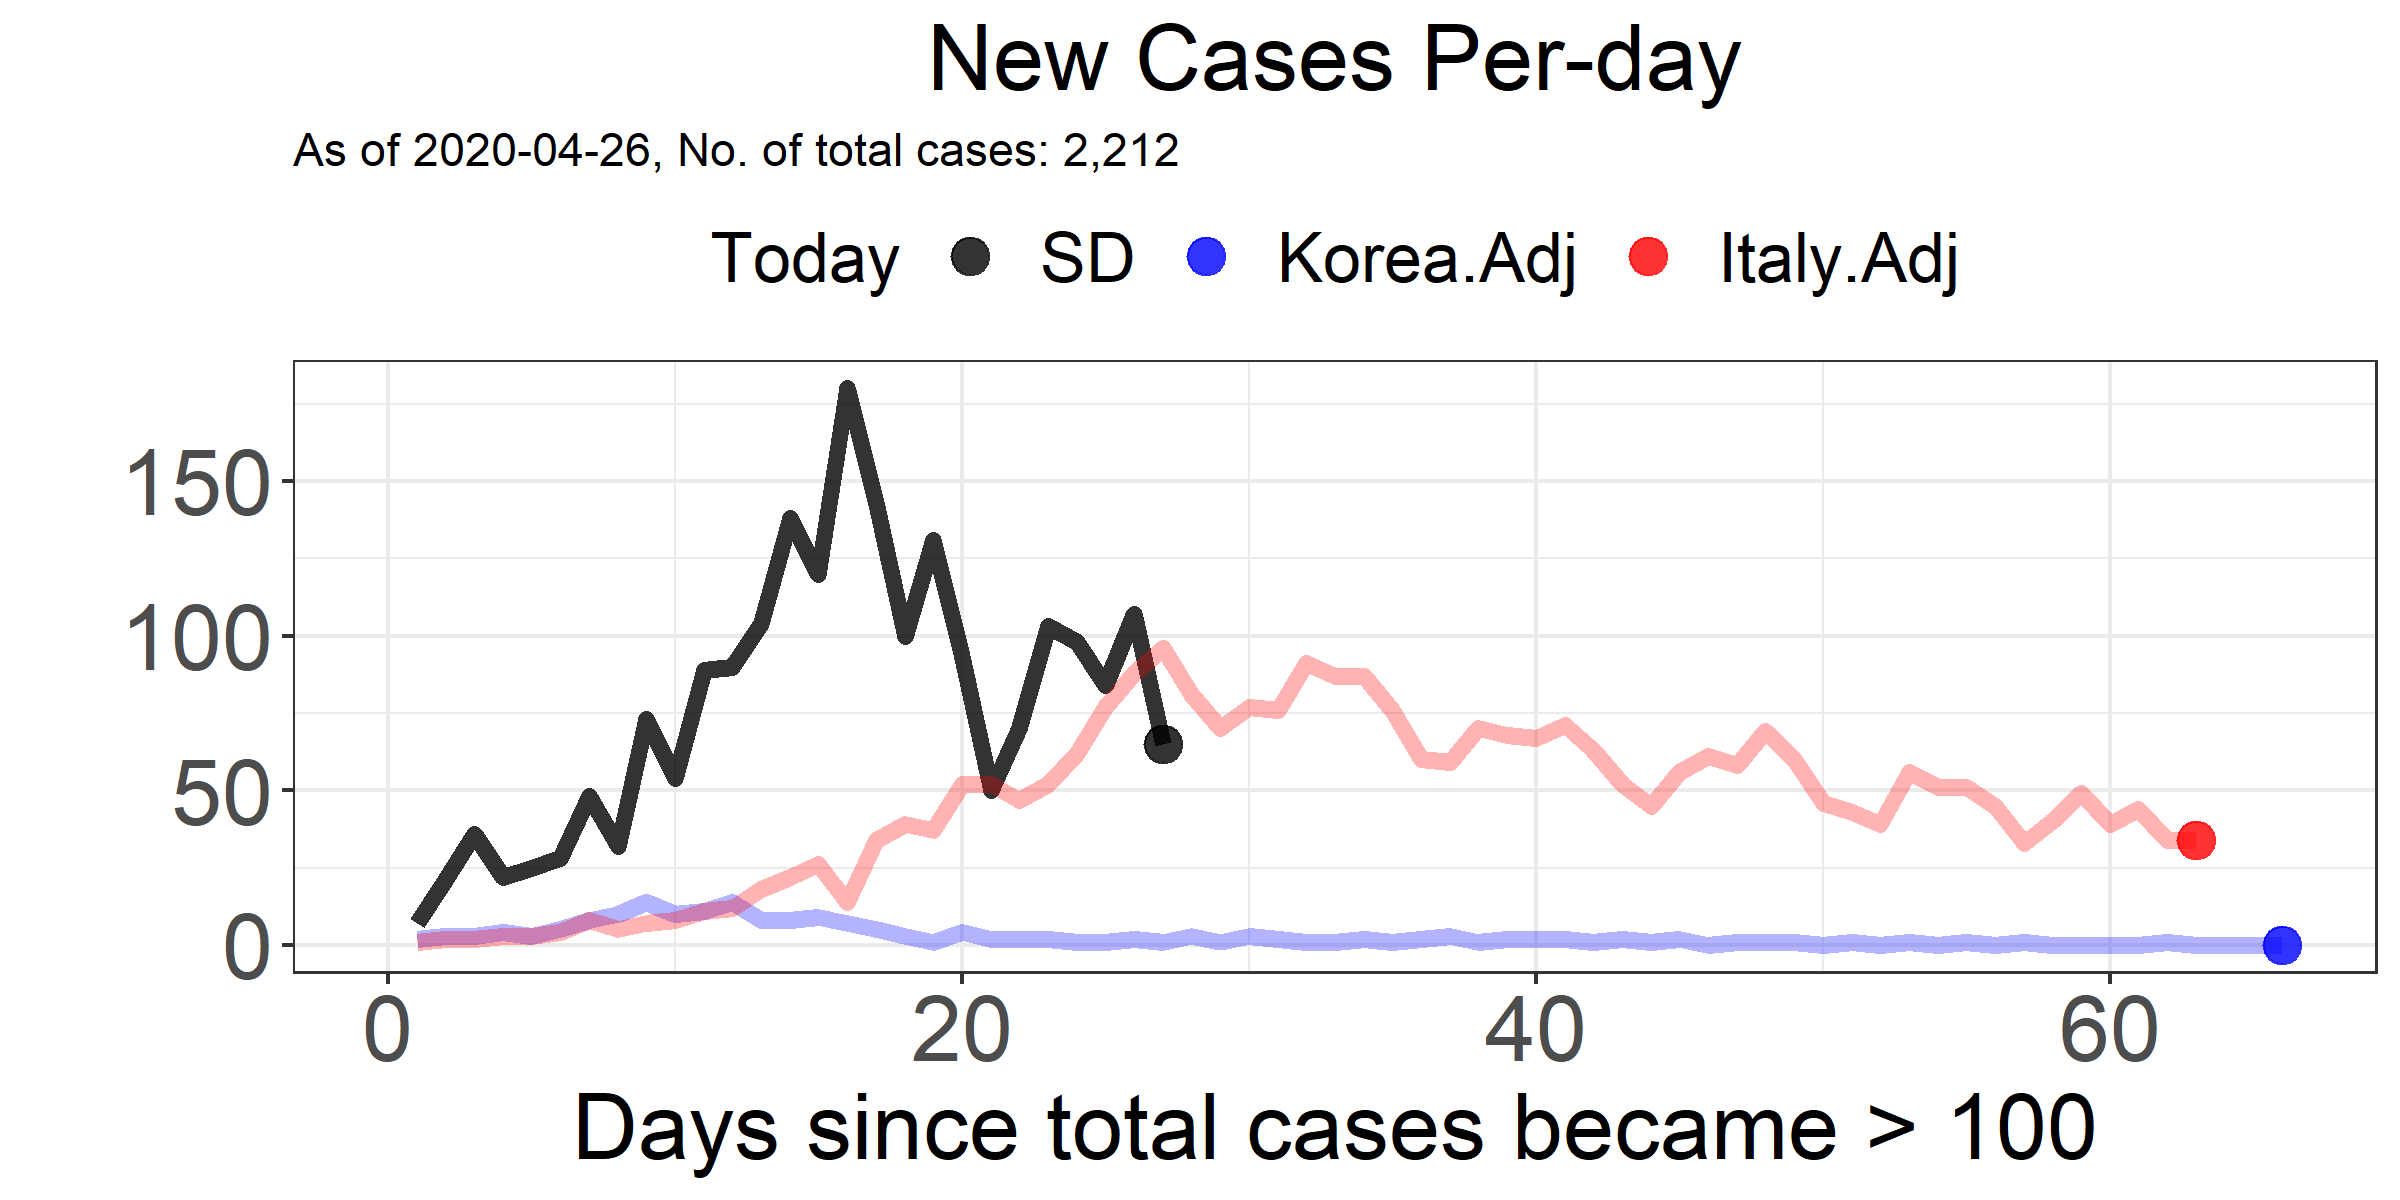 New Cases Per-day
As of 2020-04-26, No. of total cases: 2,212
Today SD Korea.Adj Italy.Adj
150
100
50
0
0 20 40 60
Days since total cases became > 100